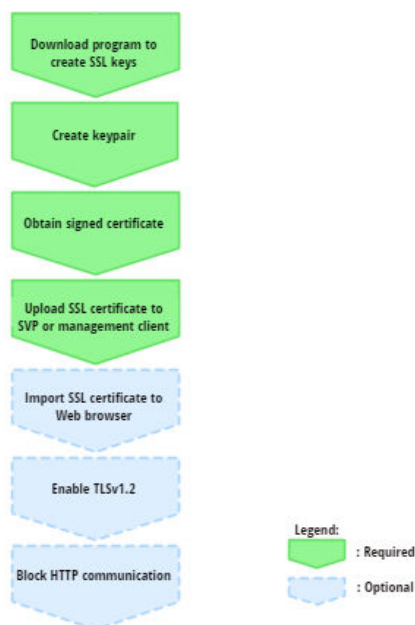 Download program to
create SSL keys
Create keypair
Obtain signed certificate
Upload SSL certificate to
SVP or management client
Import SSL certificate to
Web browser
Enable TLSv1.2
Block HTTP communication
Legend:
: Required
: Optional